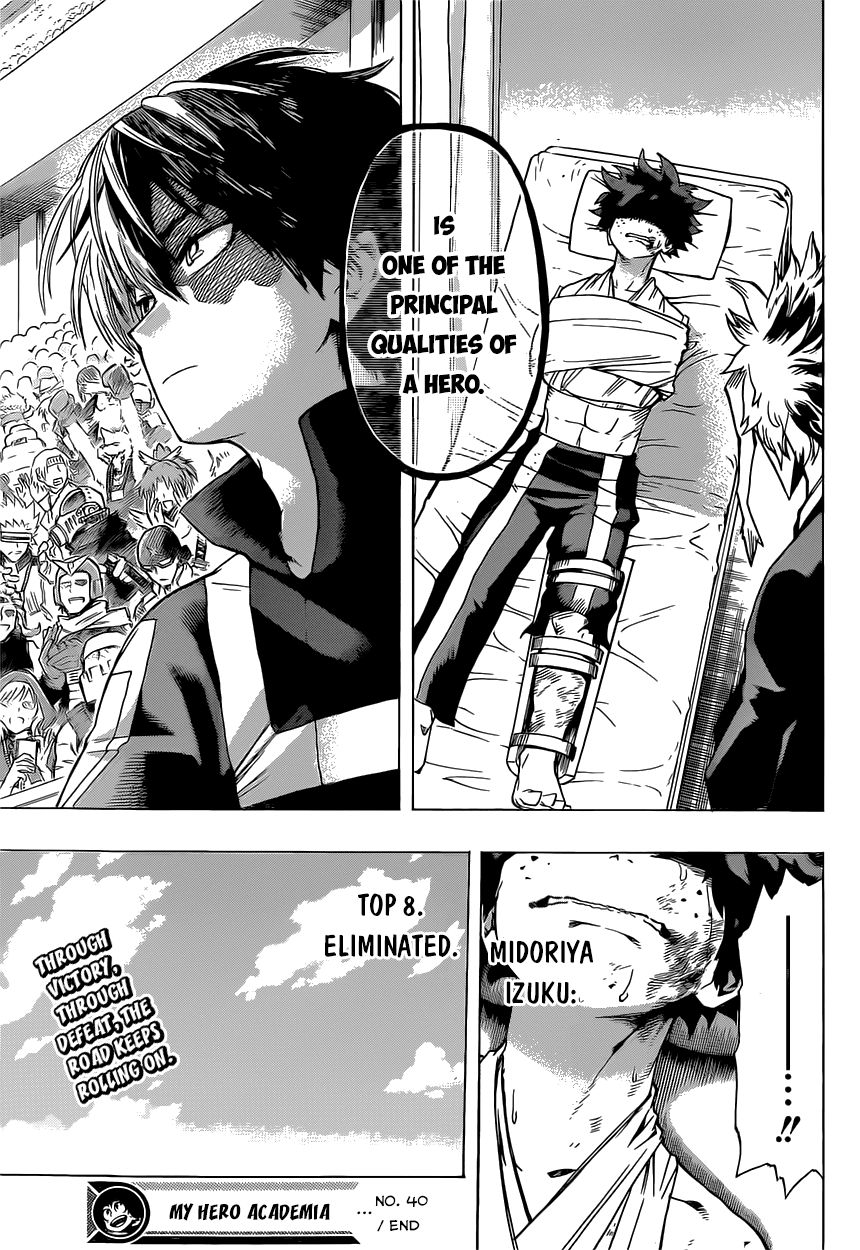 IS
ONE OF THE
PRINCIPAL
QUALITIES OF
A HERO.
———...!!
MIDORIYA
IZUKU:
TOP 8.
ELIMINATED.
THROUGH
VICTORY,
THROUGH
DEFEAT, THE
ROAD KEEPS
ROLLING ON.
MY HERO ACADEMIA ... NO. 40
/ END